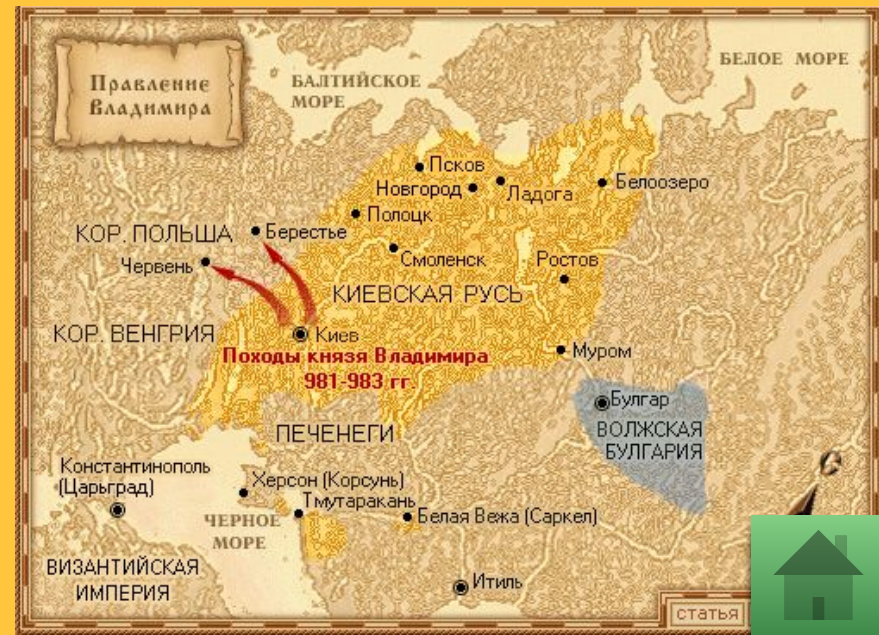 Правление
Владимира
БАЛТИЙСКОЕ
МОРЕ
БЕЛОЕ МОРЕ
Псков
Новгород
Ладога
Белоозеро
Полоцк
КОР. ПОЛЬША
Берестье
Червень
Смоленск
Ростов
КИЕВСКАЯ РУСЬ
КОР. ВЕНГРИЯ
Киев
Походы князя Владимира
981-983 гг.
Муром
Булгар
ВОЛЖСКАЯ
БУЛГАРИЯ
ПЕЧЕНЕГИ
Константинополь
(Царьград)
Херсон (Корсунь)
Тмутаракань
Белая Вежа (Саркел)
ЧЕРНОЕ
МОРЕ
ВИЗАНТИЙСКАЯ
ИМПЕРИЯ
Итиль
С
статья